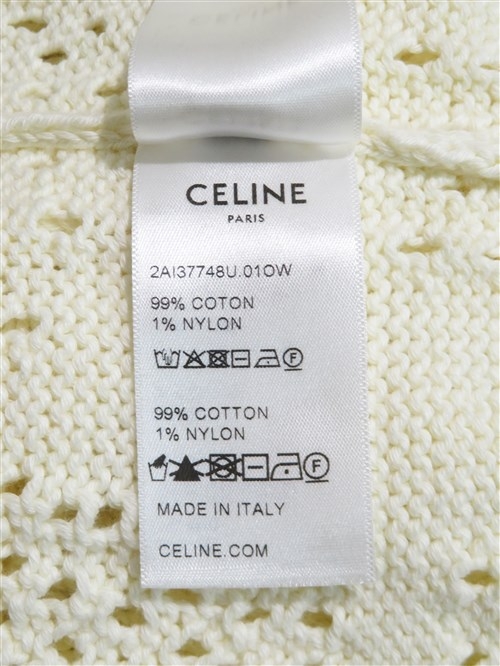 CELINE
PARIS
2AI37748U.01OW
99% COTON
1% NYLON
F
99% COTTON
1% NYLON
F
MADE IN ITALY
CELINE.COM